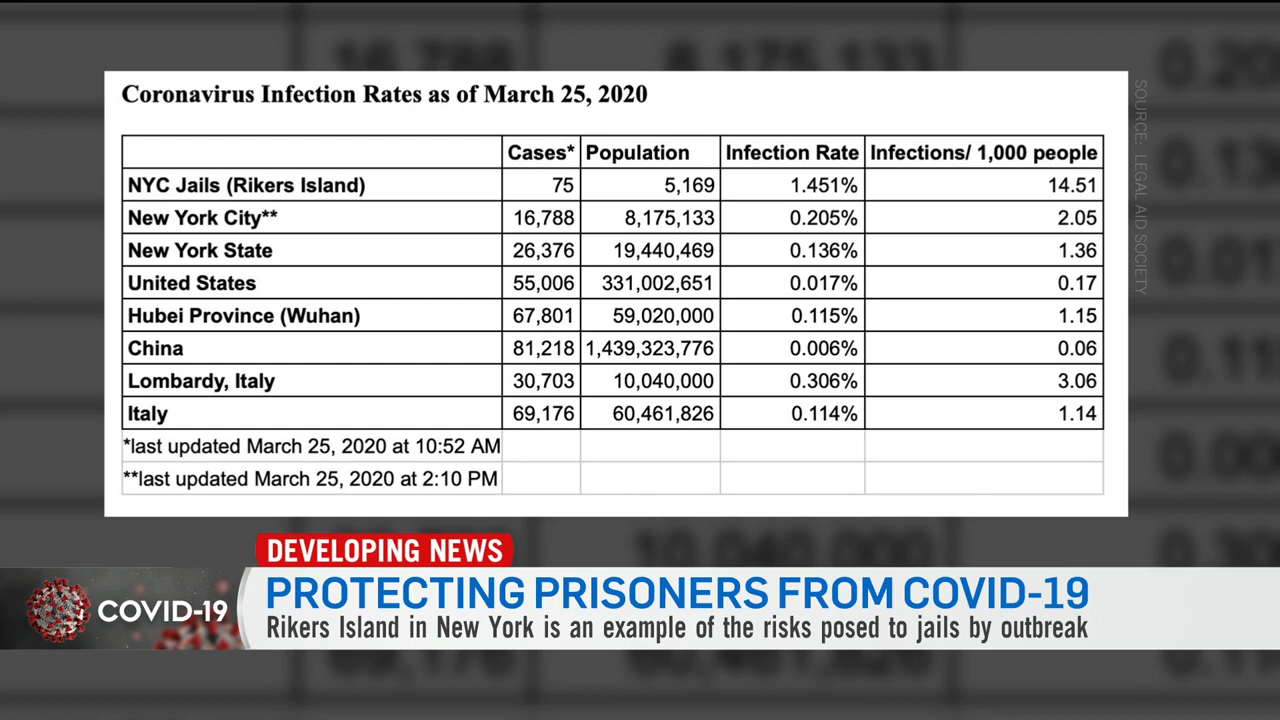 Coronavirus Infection Rates as of March 25, 2020
Cases* Population Infection Rate Infections/ 1,000 people
NYC Jails (Rikers Island) 75 5,169 1.451% 14.51
New York City** 16,788 8,175,133 0.205% 2.05
New York State 26,376 19,440,469 0.136% 1.36
United States 55,006 331,002,651 0.017% 0.17
Hubei Province (Wuhan) 67,801 59,020,000 0.115% 1.15
China 81,218 1,439,323,776 0.006% 0.06
Lombardy, Italy 30,703 10,040,000 0.306% 3.06
Italy 69,176 60,461,826 0.114% 1.14
*last updated March 25, 2020 at 10:52 AM
**last updated March 25, 2020 at 2:10 PM
SOURCE: LEGAL AID SOCIETY
DEVELOPING NEWS
COVID-19
PROTECTING PRISONERS FROM COVID-19
Rikers Island in New York is an example of the risks posed to jails by outbreak